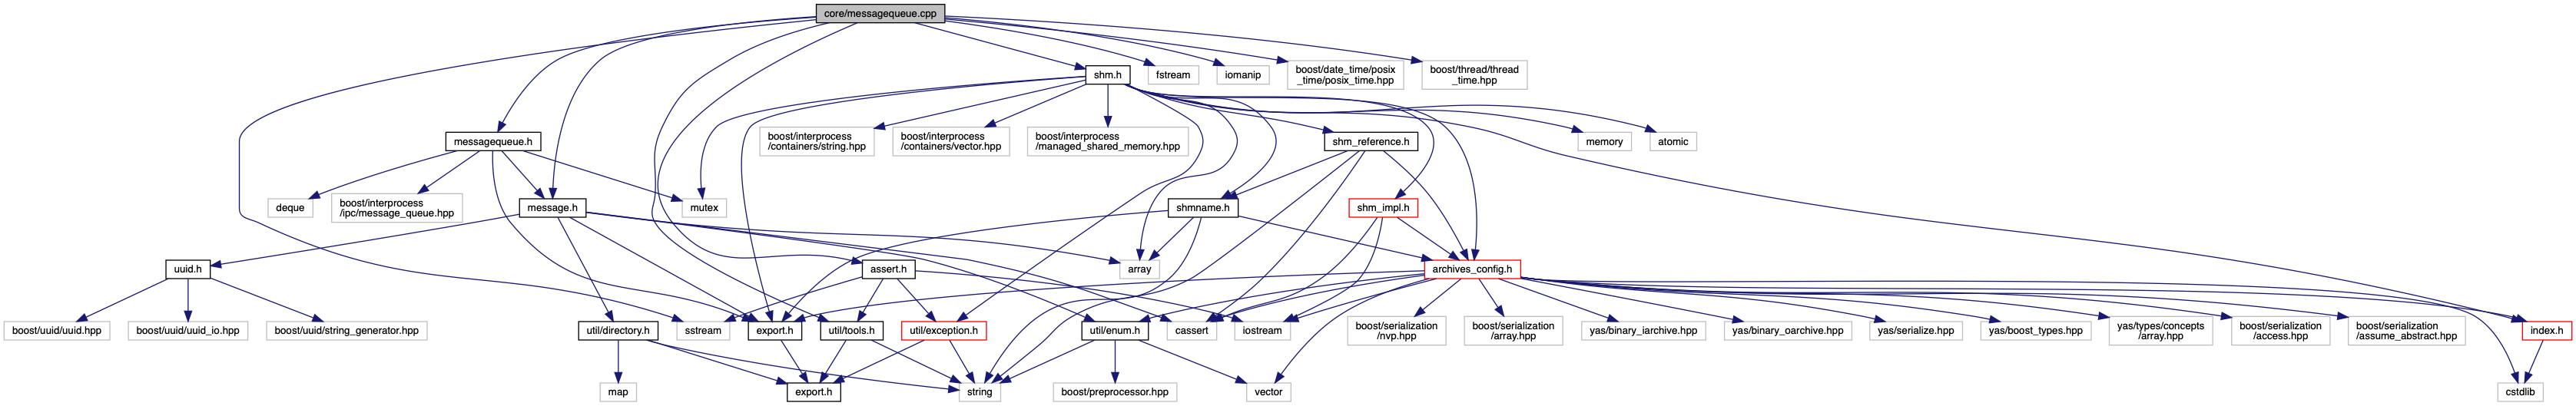 core/messagequeue.cpp
shm.h
fstream
iomanip
boost/date_time/posix
_time/posix_time.hpp
boost/thread/thread
_time.hpp
messagequeue.h
boost/interprocess
/containers/string.hpp
boost/interprocess
/containers/vector.hpp
boost/interprocess
/managed_shared_memory.hpp
shm_reference.h
memory
atomic
deque
boost/interprocess
/ipc/message_queue.hpp
message.h
mutex
shmname.h
shm_impl.h
uuid.h
assert.h
array
archives_config.h
boost/uuid/uuid.hpp
boost/uuid/uuid_io.hpp
boost/uuid/string_generator.hpp
util/directory.h
sstream
export.h
util/tools.h
util/exception.h
util/enum.h
cassert
iostream
boost/serialization
/nvp.hpp
boost/serialization
/array.hpp
yas/binary_iarchive.hpp
yas/binary_oarchive.hpp
yas/serialize.hpp
yas/boost_types.hpp
yas/types/concepts
/array.hpp
boost/serialization
/access.hpp
boost/serialization
/assume_abstract.hpp
index.h
map
export.h
string
boost/preprocessor.hpp
vector
cstdlib